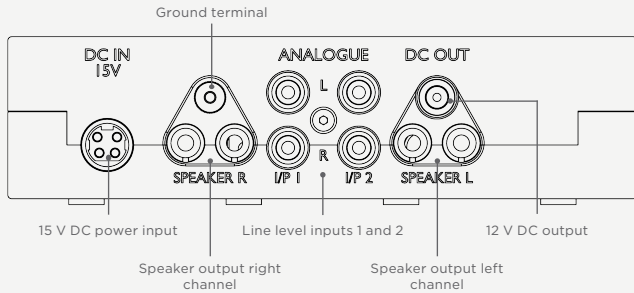 Ground terminal
DC IN
15V
ANALOGUE
DC OUT
L
R
SPEAKER R
I/P 1
I/P 2
SPEAKER L
15 V DC power input
Line level inputs 1 and 2
12 V DC output
Speaker output right
channel
Speaker output left
channel